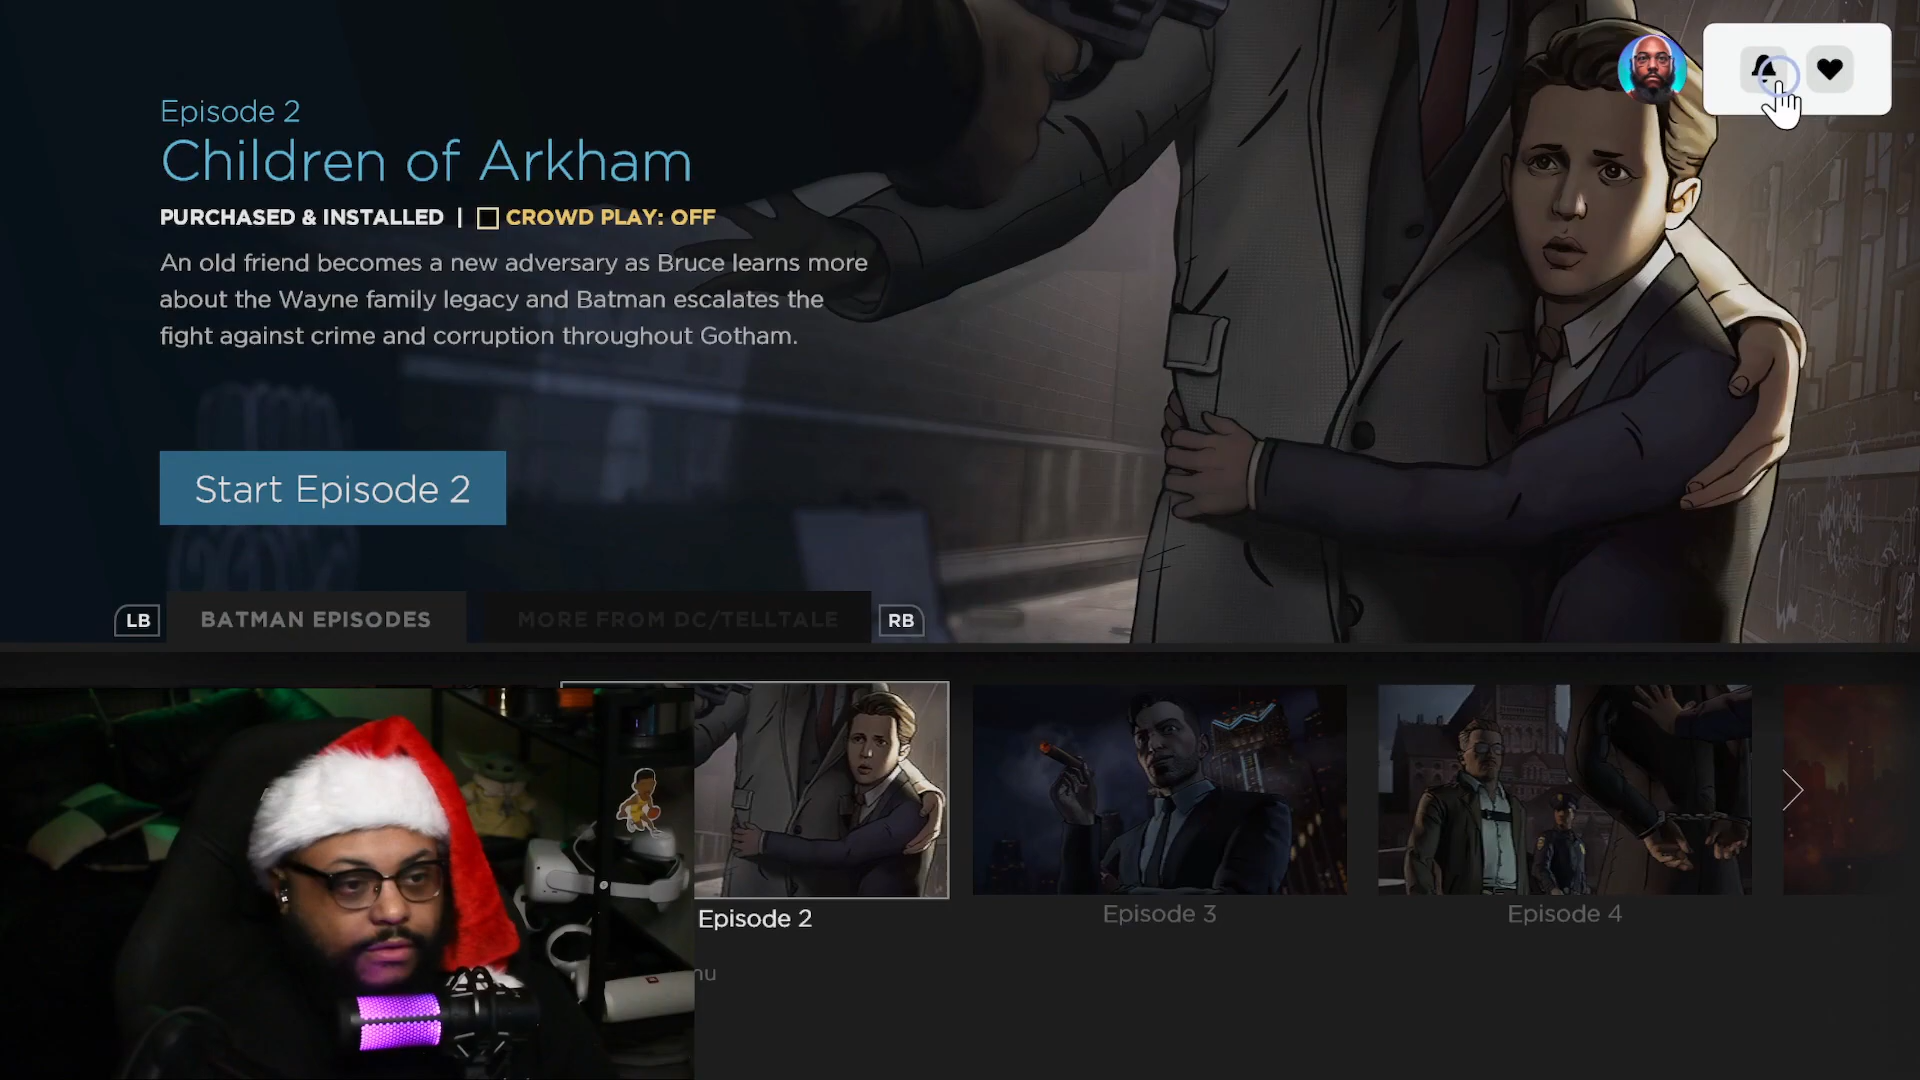 Episode 2
Children of Arkham
PURCHASED & INSTALLED | CROWD PLAY: OFF
An old friend becomes a new adversary as Bruce learns more
about the Wayne family legacy and Batman escalates the
fight against crime and corruption throughout Gotham.
Start Episode 2
LB BATMAN EPISODES MORE FROM DC/TELLTALE RB
Episode 2
Episode 3
Episode 4
nu